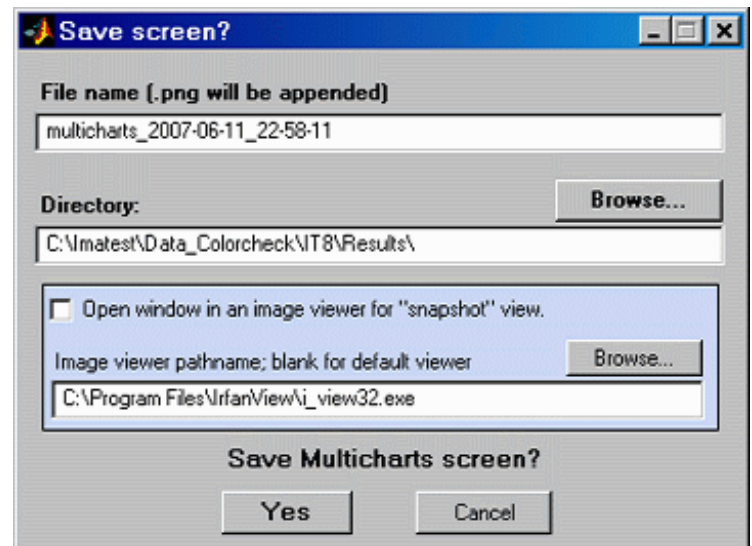 Save screen?
File name (.png will be appended)
multicharts_2007-06-11_22-58-11
Directory:
Browse...
C:\Imatest\Data_Colorcheck\IT8\Results\
Open window in an image viewer for "snapshot" view.
Image viewer pathname; blank for default viewer
Browse...
C:\Program Files\IrfanView\i_view32.exe
Save Multicharts screen?
Yes
Cancel